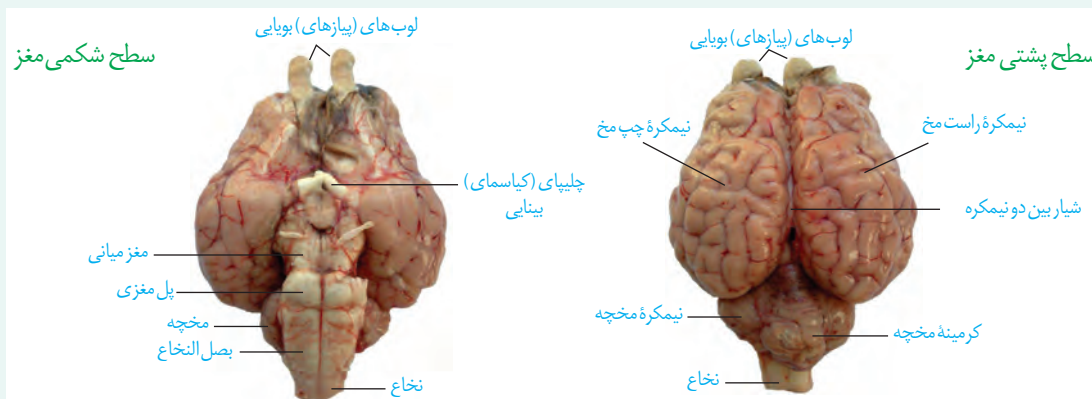 سطح پشتی مغز
لوب‌های (پیازهای) بویایی
نیمکرهٔ راست مخ
نیمکرهٔ چپ مخ
شیار بین دو نیمکره
نیمکرهٔ مخچه
کرمینهٔ مخچه
نخاع
سطح شکمی مغز
لوب‌های (پیازهای) بویایی
چلیپای (کیاسمای)
بینایی
مغز میانی
پل مغزی
مخچه
بصل النخاع
نخاع